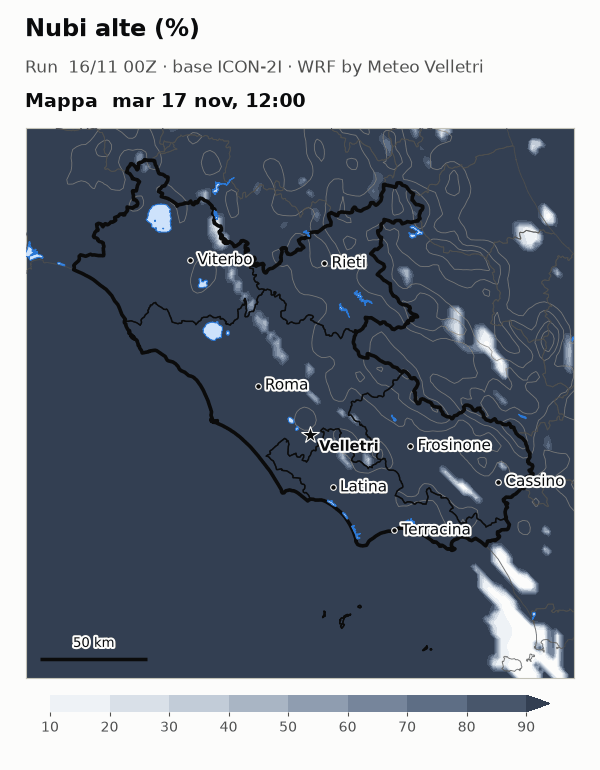 Nubi alte (%)
Run  16/11 00Z · base ICON-2I · WRF by Meteo Velletri
Mappa  mar 17 nov, 12:00
Viterbo
Rieti
Roma
Velletri
Frosinone
Cassino
Latina
Terracina
50 km
10 20 30 40 50 60 70 80 90